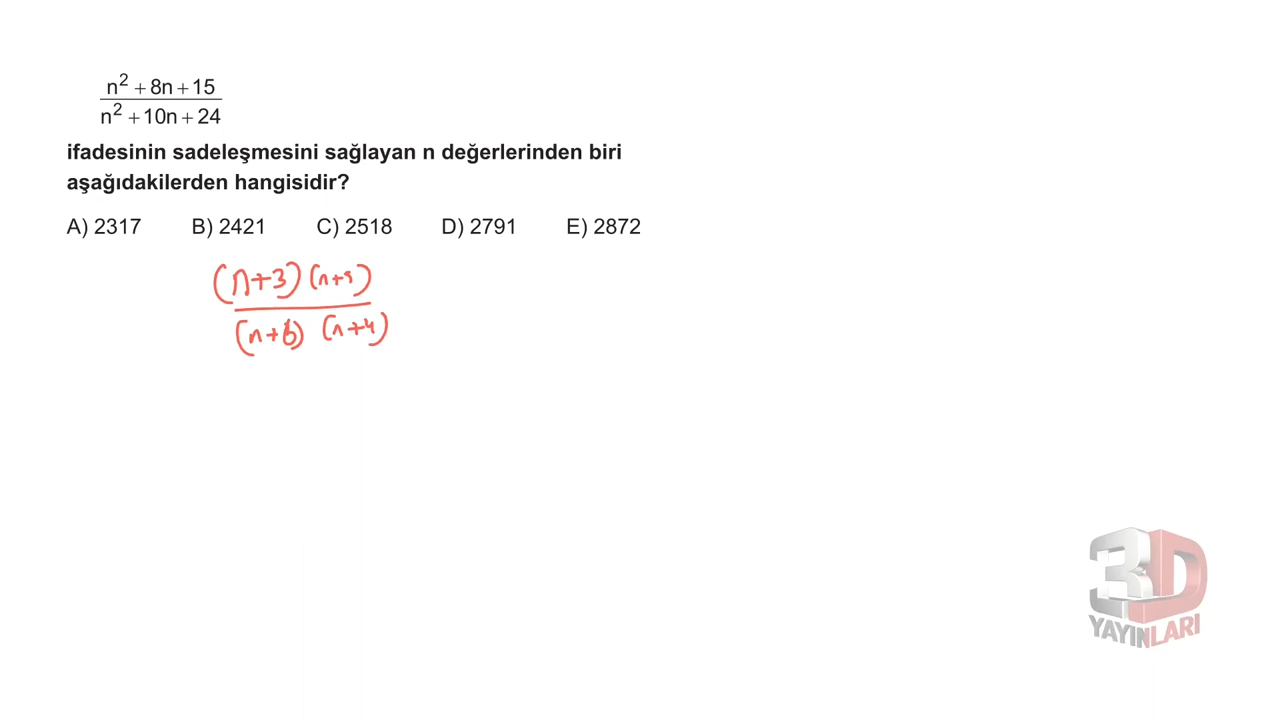 n² + 8n + 15
n² + 10n + 24
ifadesinin sadeleşmesini sağlayan n değerlerinden biri
aşağıdakilerden hangisidir?
A) 2317 B) 2421 C) 2518 D) 2791 E) 2872
(n+3) (n+5)
(n+6) (n+4)
3D
YAYINLARI